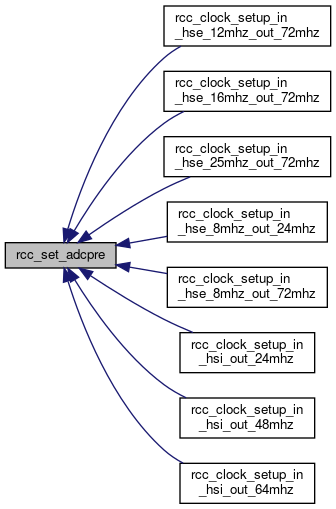 rcc_clock_setup_in
_hse_12mhz_out_72mhz
rcc_clock_setup_in
_hse_16mhz_out_72mhz
rcc_clock_setup_in
_hse_25mhz_out_72mhz
rcc_clock_setup_in
_hse_8mhz_out_24mhz
rcc_set_adcpre
rcc_clock_setup_in
_hse_8mhz_out_72mhz
rcc_clock_setup_in
_hsi_out_24mhz
rcc_clock_setup_in
_hsi_out_48mhz
rcc_clock_setup_in
_hsi_out_64mhz